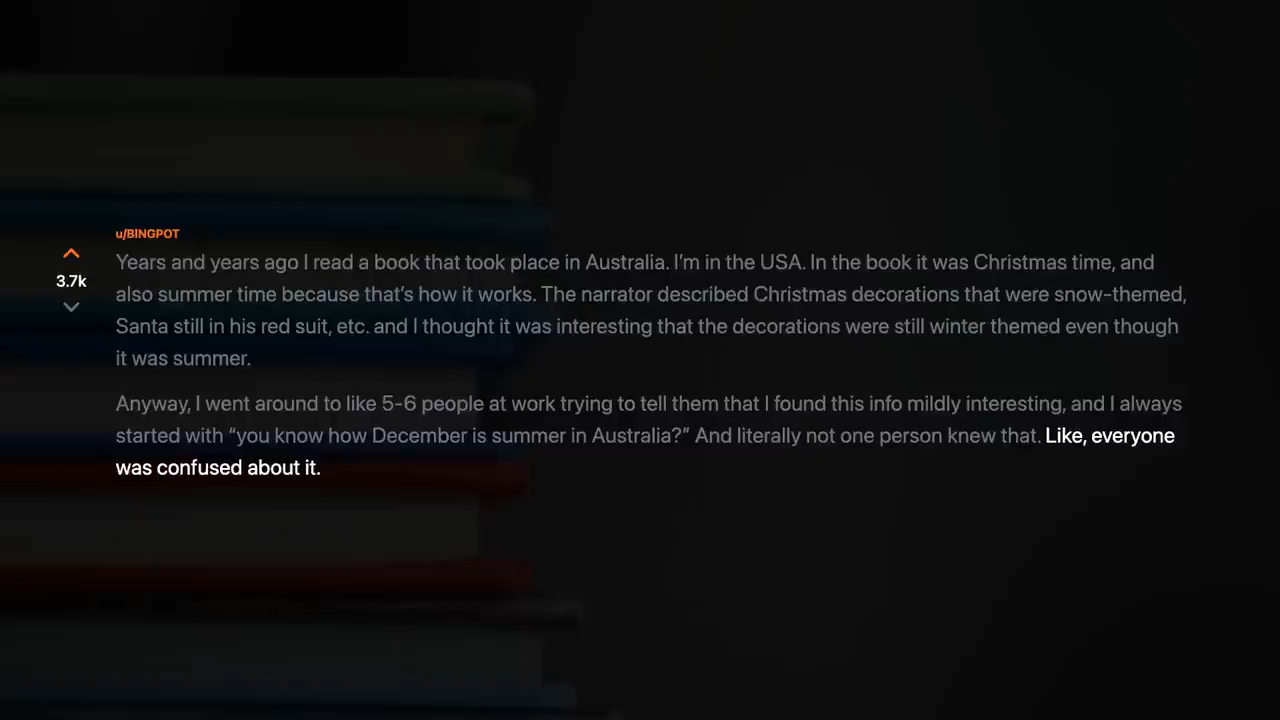 u/BINGPOT
3.7k
Years and years ago I read a book that took place in Australia. I’m in the USA. In the book it was Christmas time, and
also summer time because that’s how it works. The narrator described Christmas decorations that were snow-themed,
Santa still in his red suit, etc. and I thought it was interesting that the decorations were still winter themed even though
it was summer.
Anyway, I went around to like 5-6 people at work trying to tell them that I found this info mildly interesting, and I always
started with “you know how December is summer in Australia?” And literally not one person knew that. Like, everyone
was confused about it.